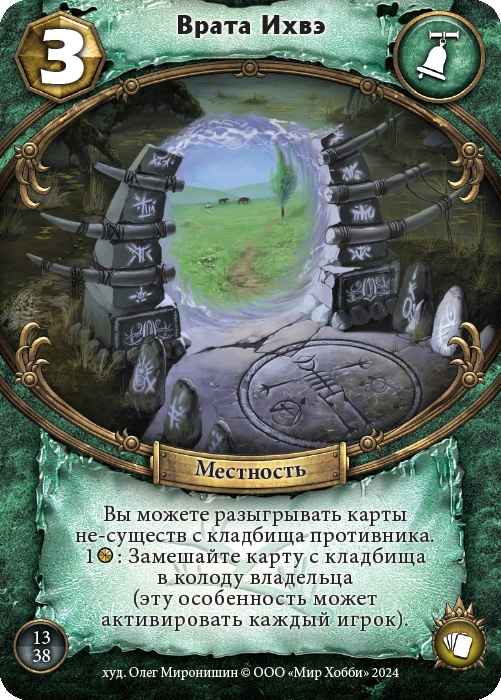 Врата Ихвэ
3
Местность
Вы можете разыгрывать карты
не-существ с кладбища противника.
1 : Замешайте карту с кладбища
в колоду владельца
(эту особенность может
активировать каждый игрок).
13
38
худ. Олег Миронишин © ООО «Мир Хобби» 2024